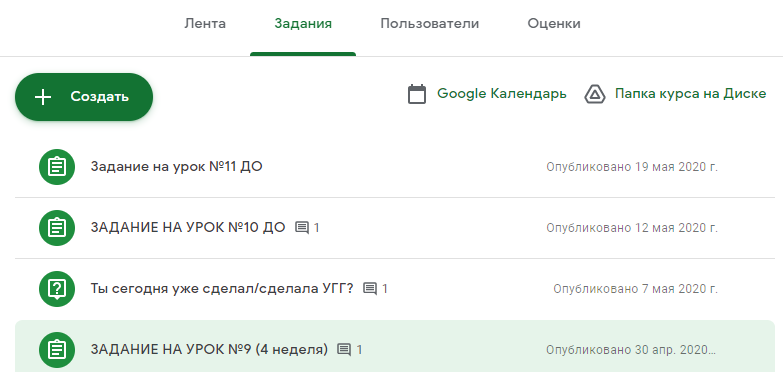 Лента Задания Пользователи Оценки
Создать Google Календарь Папка курса на Диске
Задание на урок №11 ДО Опубликовано 19 мая 2020 г.
ЗАДАНИЕ НА УРОК №10 ДО 1 Опубликовано 12 мая 2020 г.
Ты сегодня уже сделал/сделала УГГ? 1 Опубликовано 7 мая 2020 г.
ЗАДАНИЕ НА УРОК №9 (4 неделя) 1 Опубликовано 30 апр. 2020...